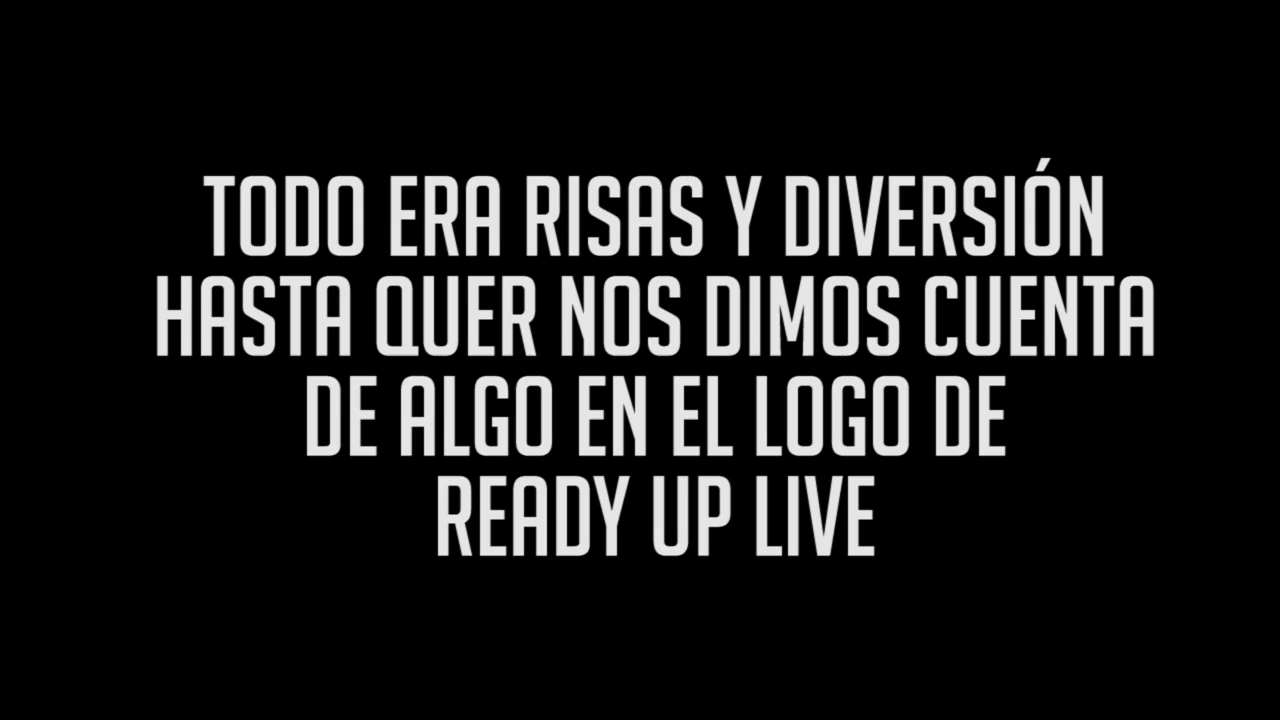 TODO ERA RISAS Y DIVERSIÓN
HASTA QUER NOS DIMOS CUENTA
DE ALGO EN EL LOGO DE
READY UP LIVE